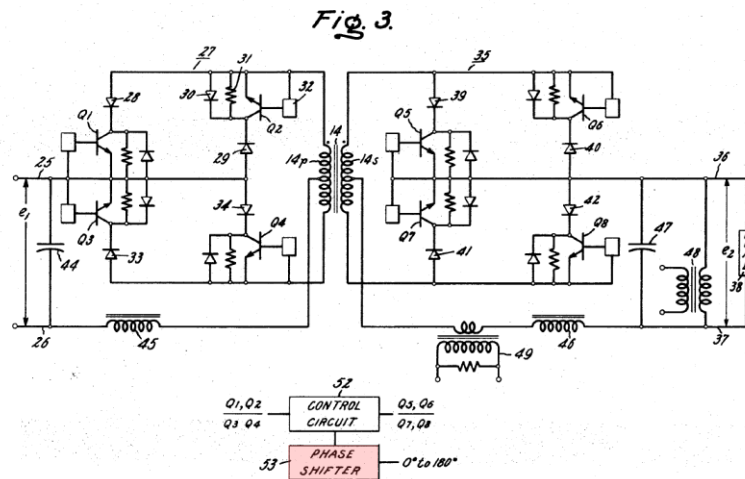 Fig. 3.
27
35
28
30
31
32
Q1
Q2
29
14
14p
14s
39
Q5
Q6
40
25
36
e1
34
Q3
Q4
33
44
26
45
42
Q7
Q8
41
47
48
e2
38
37
46
49
52
Q1, Q2
Q3 Q4
CONTROL
CIRCUIT
Q5, Q6
Q7, Q8
53
PHASE
SHIFTER
0° to 180°